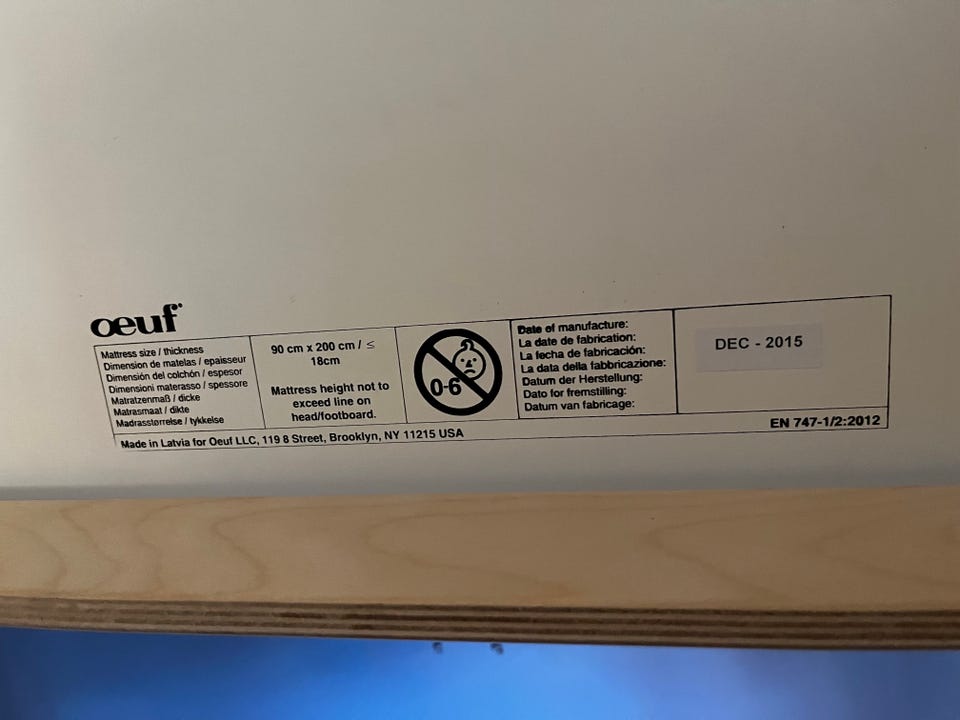 oeuf
Mattress size / thickness
Dimension de matelas / epaisseur
Dimensión del colchón / espesor
Dimensioni materasso / spessore
Matratzenmaß / dicke
Matrasmaat / dikte
Madrasstørrelse / tykkelse
90 cm x 200 cm / ≤
18cm
Mattress height not to
exceed line on
head/footboard.
0-6
Date of manufacture:
La date de fabrication:
La fecha de fabricación:
La data della fabbricazione:
Datum der Herstellung:
Dato for fremstilling:
Datum van fabricage:
DEC - 2015
Made in Latvia for Oeuf LLC, 119 8 Street, Brooklyn, NY 11215 USA
EN 747-1/2:2012